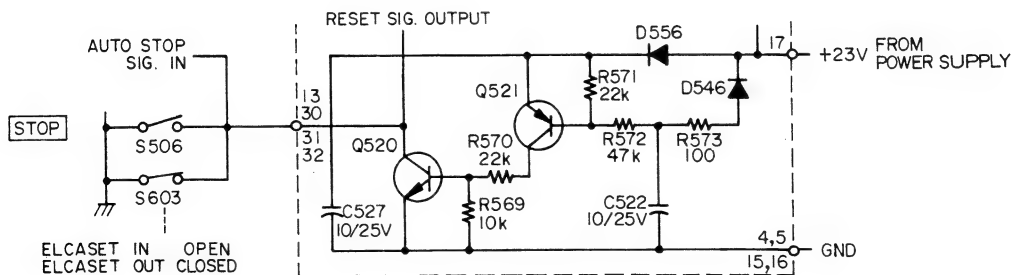 RESET SIG. OUTPUT
AUTO STOP
SIG. IN
D556
17
+23V
FROM
POWER SUPPLY
R571
22k
Q521
D546
13
30
STOP
31
32
S506
Q520
R570
22k
R572
47k
R573
100
S603
C527
10/25V
R569
10k
C522
10/25V
4,5
GND
15,16
ELCASET IN OPEN
ELCASET OUT CLOSED